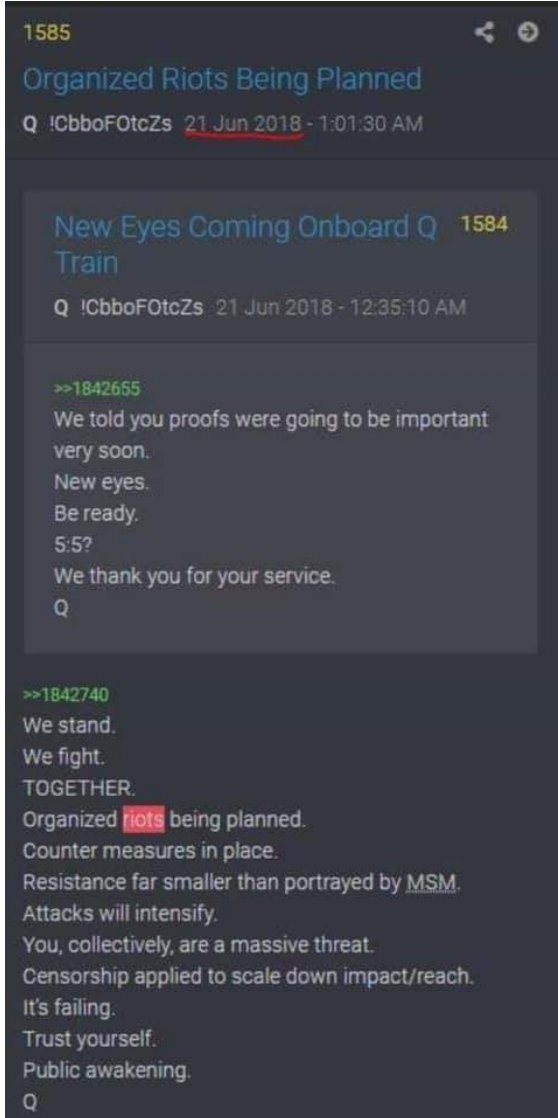 1585
Organized Riots Being Planned
Q !CbboFOtcZs 21 Jun 2018 - 1:01:30 AM
New Eyes Coming Onboard Q 1584
Train
Q !CbboFOtcZs 21 Jun 2018 - 12:35:10 AM
>>1842655
We told you proofs were going to be important
very soon.
New eyes.
Be ready.
5:5?
We thank you for your service.
Q
>>1842740
We stand.
We fight.
TOGETHER.
Organized riots being planned.
Counter measures in place.
Resistance far smaller than portrayed by MSM.
Attacks will intensify.
You, collectively, are a massive threat.
Censorship applied to scale down impact/reach.
It's failing.
Trust yourself.
Public awakening.
Q